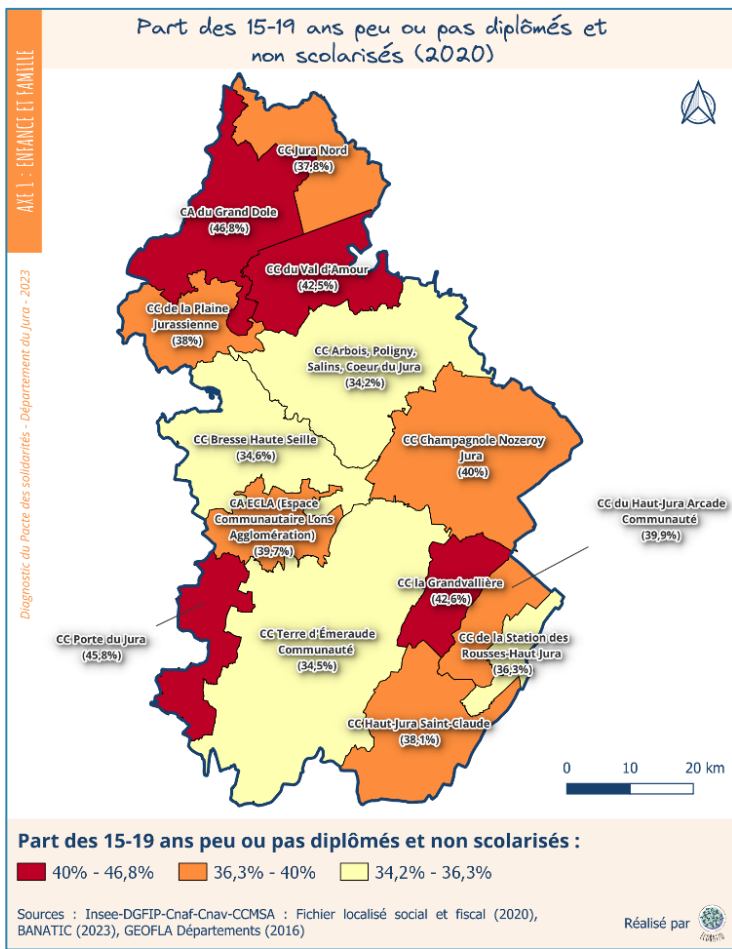 Part des 15-19 ans peu ou pas diplômés et
non scolarisés (2020)
AXE 1 : ENFANCE ET FAMILLE
Diagnostic du Pacte des solidarités - Département du Jura - 2023
CC Jura Nord
(37,8%)
CA du Grand Dole
(46,8%)
CC du Val d'Amour
(42,5%)
CC de la Plaine
Jurassienne
(38%)
CC Arbois, Poligny,
Salins, Coeur du Jura
(34,2%)
CC Bresse Haute Seille
(34,6%)
CC Champagnole Nozeroy
Jura
(40%)
CA ECLA (Espace
Communautaire Lons
Agglomération)
(39,7%)
CC du Haut-Jura Arcade
Communauté
(39,9%)
CC la Grandvallière
(42,6%)
CC Porte du Jura
(45,8%)
CC Terre d'Émeraude
Communauté
(34,5%)
CC de la Station des
Rousses-Haut Jura
(36,3%)
CC Haut-Jura Saint-Claude
(38,1%)
0 10 20 km
Part des 15-19 ans peu ou pas diplômés et non scolarisés :
40% - 46,8% 36,3% - 40% 34,2% - 36,3%
Sources : Insee-DGFIP-Cnaf-Cnav-CCMSA : Fichier localisé social et fiscal (2020),
BANATIC (2023), GEOFLA Départements (2016)
Réalisé par